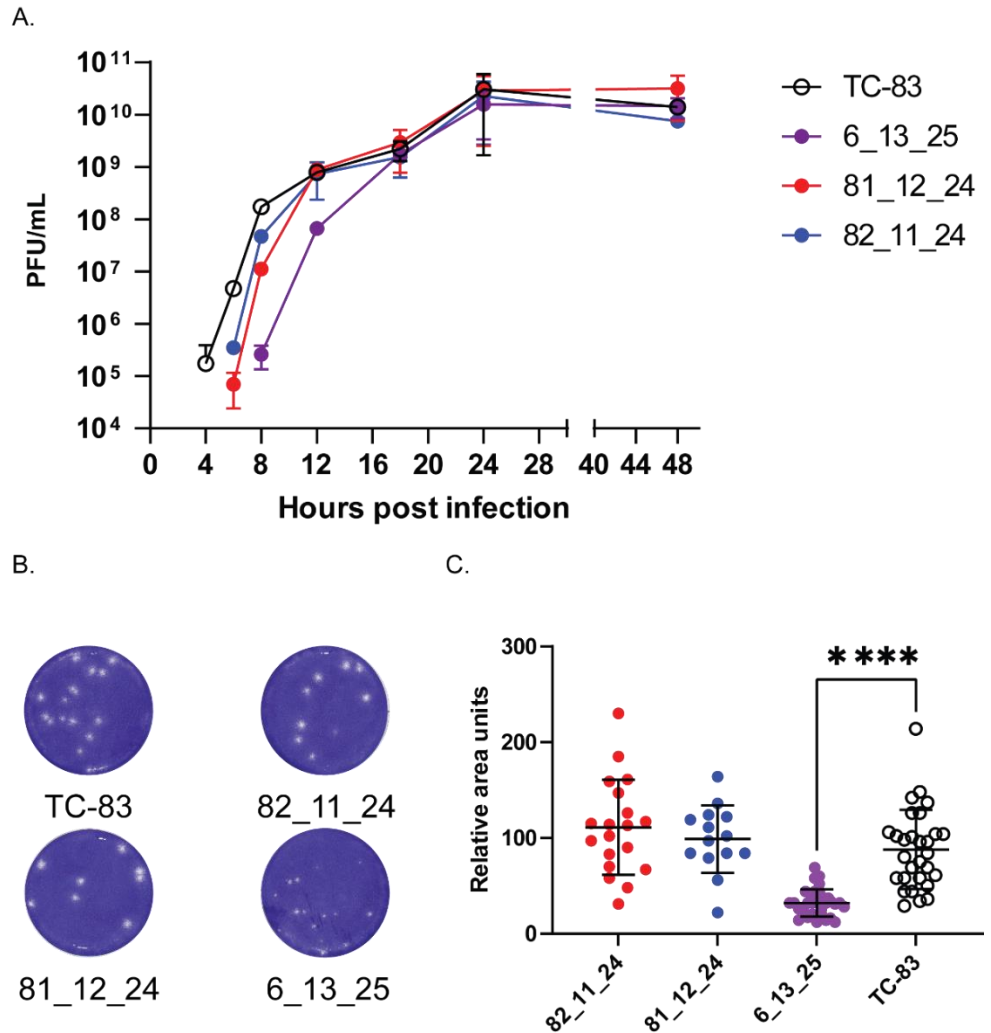 A.
10¹¹
10¹⁰
10⁹
10⁸
10⁷
10⁶
10⁵
10⁴
PFU/mL
0 4 8 12 16 20 24 28 40 44 48
Hours post infection
TC-83
6_13_25
81_12_24
82_11_24
B.
TC-83
82_11_24
81_12_24
6_13_25
C.
300
200
100
0
Relative area units
****
82_11_24
81_12_24
6_13_25
TC-83